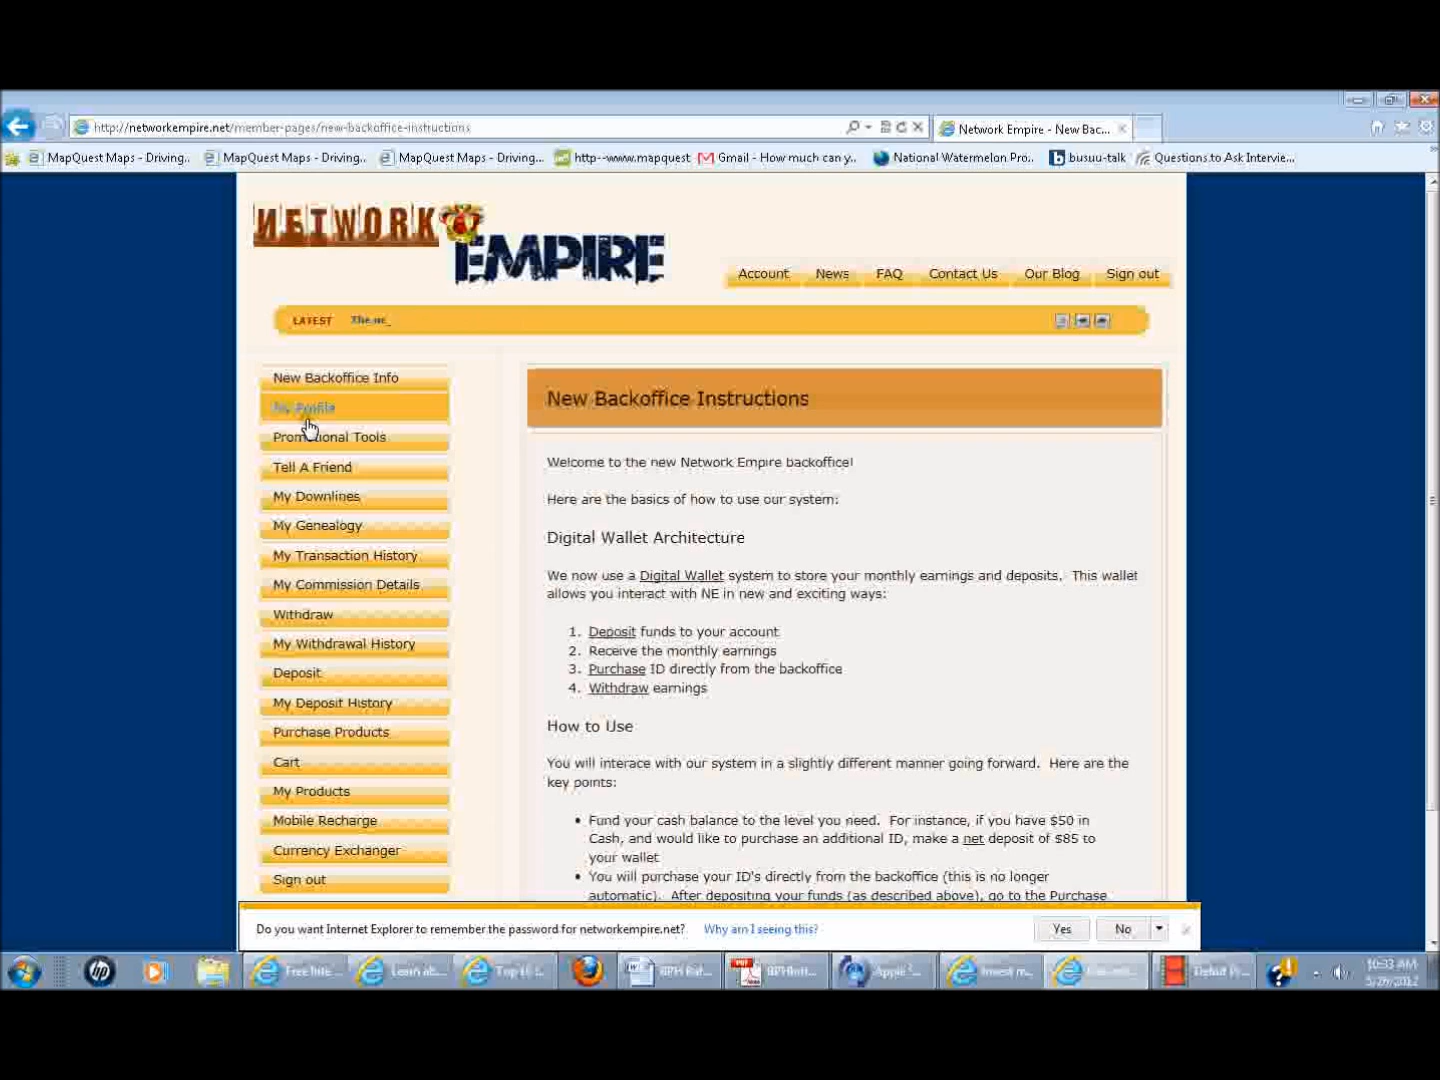 http://networkempire.net/member-pages/new-backoffice-instructions
Network Empire - New Bac...
MapQuest Maps - Driving..
MapQuest Maps - Driving..
MapQuest Maps - Driving...
http--www.mapquest
Gmail - How much can y..
National Watermelon Pro..
busuu-talk
Questions to Ask Intervie...
NETWORK
EMPIRE
Account
News
FAQ
Contact Us
Our Blog
Sign out
LATEST
New Backoffice Info
My Profile
Promotional Tools
Tell A Friend
My Downlines
My Genealogy
My Transaction History
My Commission Details
Withdraw
My Withdrawal History
Deposit
My Deposit History
Purchase Products
Cart
My Products
Mobile Recharge
Currency Exchanger
Sign out
New Backoffice Instructions
Welcome to the new Network Empire backoffice!
Here are the basics of how to use our system:
Digital Wallet Architecture
We now use a Digital Wallet system to store your monthly earnings and deposits. This wallet
allows you interact with NE in new and exciting ways:
1. Deposit funds to your account
2. Receive the monthly earnings
3. Purchase ID directly from the backoffice
4. Withdraw earnings
How to Use
You will interace with our system in a slightly different manner going forward. Here are the
key points:
• Fund your cash balance to the level you need. For instance, if you have $50 in
Cash, and would like to purchase an additional ID, make a net deposit of $85 to
your wallet
• You will purchase your ID's directly from the backoffice (this is no longer
automatic). After depositing your funds (as described above), go to the Purchase
Do you want Internet Explorer to remember the password for networkempire.net?
Why am I seeing this?
Yes
No
10:33 AM